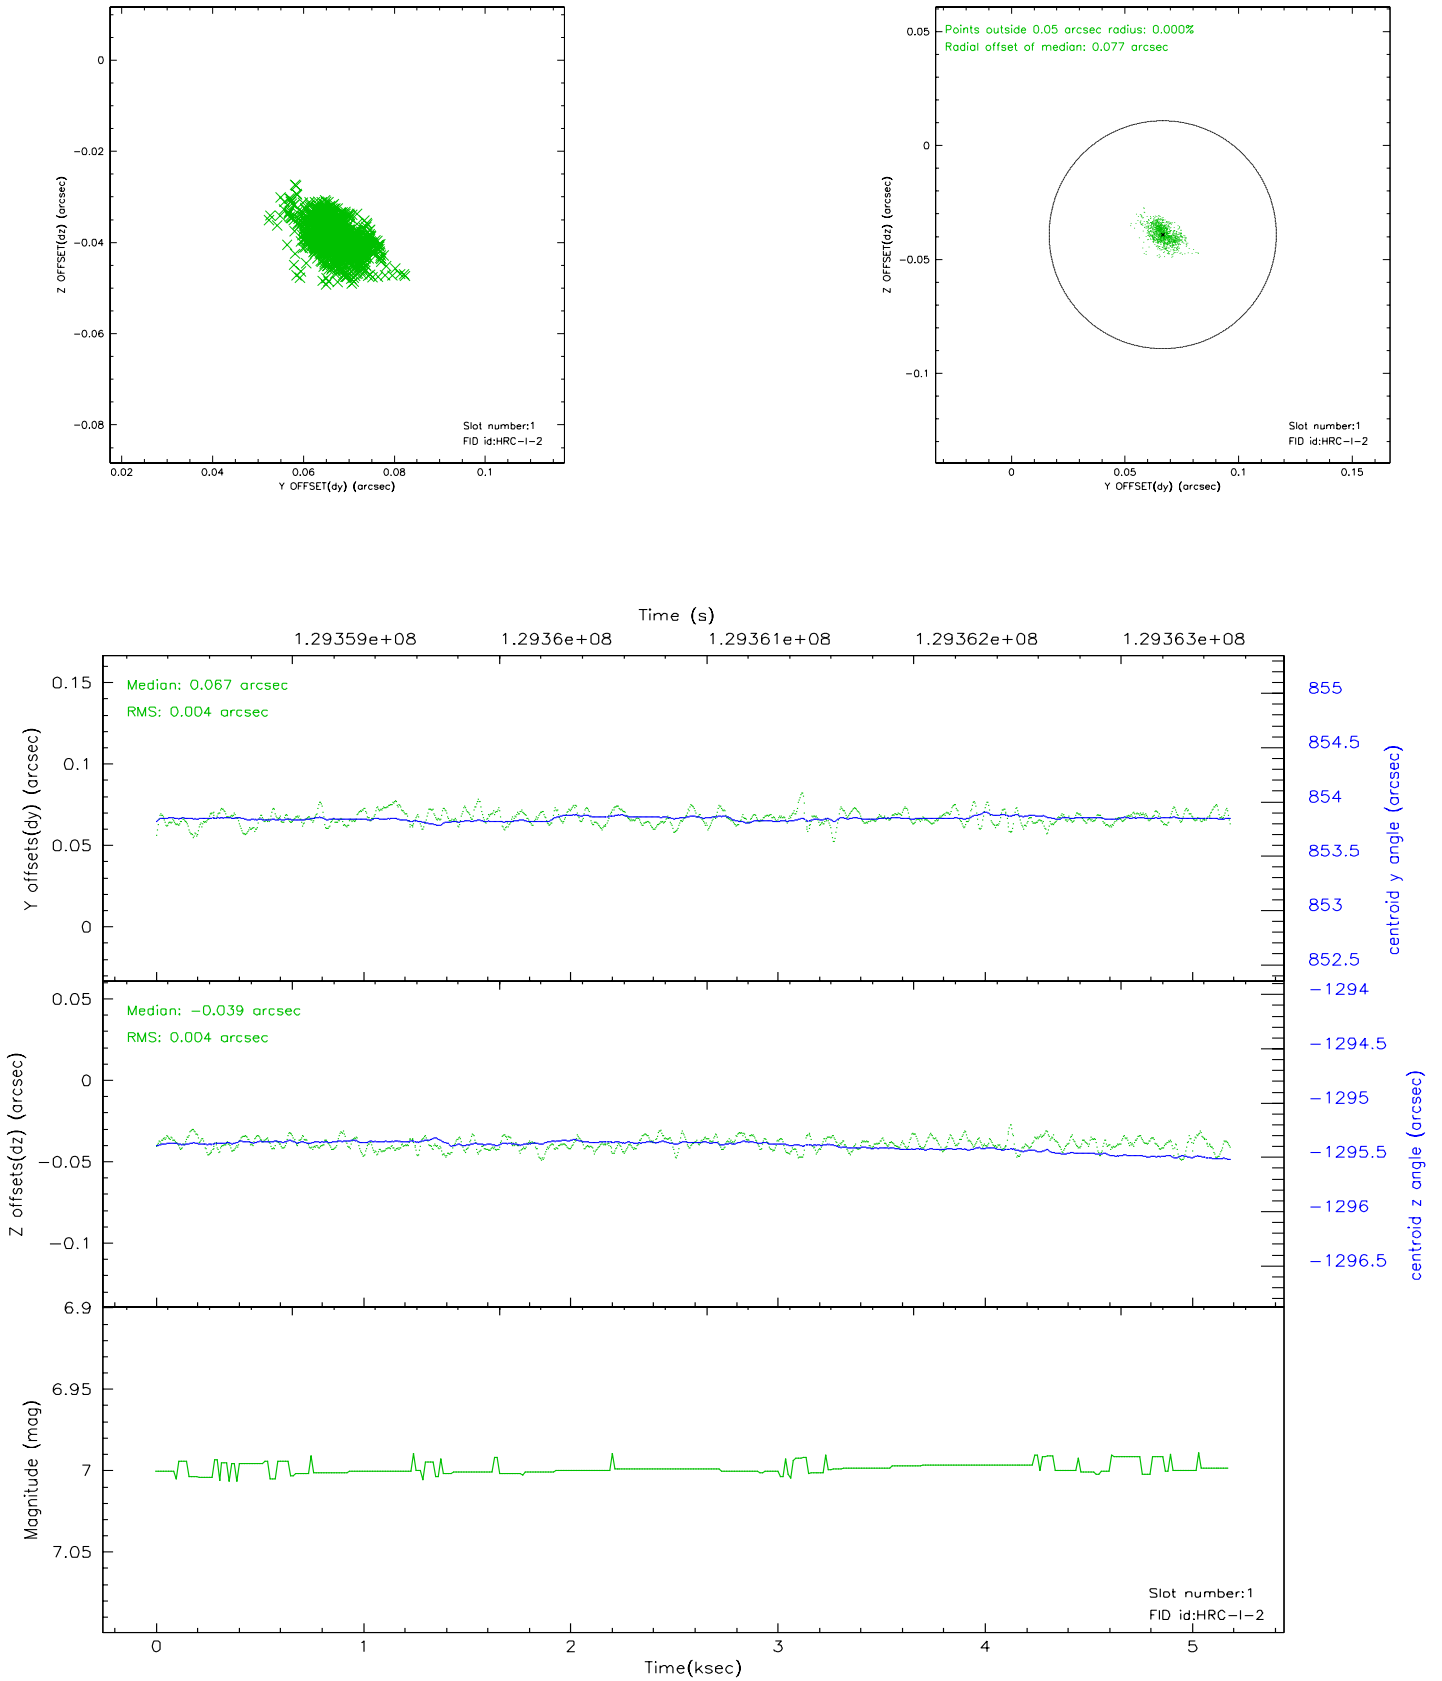 0
-0.02
-0.04
-0.06
-0.08
Z OFFSET(dz) (arcsec)
0.02 0.04 0.06 0.08 0.1
Y OFFSET(dy) (arcsec)
Slot number:1
FID id:HRC-I-2
Points outside 0.05 arcsec radius: 0.000%
Radial offset of median: 0.077 arcsec
0.05
0
-0.05
-0.1
Z OFFSET(dz) (arcsec)
0 0.05 0.1 0.15
Y OFFSET(dy) (arcsec)
Slot number:1
FID id:HRC-I-2
Time (s)
1.29359e+08 1.2936e+08 1.29361e+08 1.29362e+08 1.29363e+08
Median: 0.067 arcsec
RMS: 0.004 arcsec
0.15
0.1
0.05
0
Y offsets(dy) (arcsec)
855
854.5
854
853.5
853
852.5
centroid y angle (arcsec)
Median: -0.039 arcsec
RMS: 0.004 arcsec
0.05
0
-0.05
-0.1
Z offsets(dz) (arcsec)
-1294
-1294.5
-1295
-1295.5
-1296
-1296.5
centroid z angle (arcsec)
6.9
6.95
7
7.05
Magnitude (mag)
Slot number:1
FID id:HRC-I-2
0 1 2 3 4 5
Time(ksec)